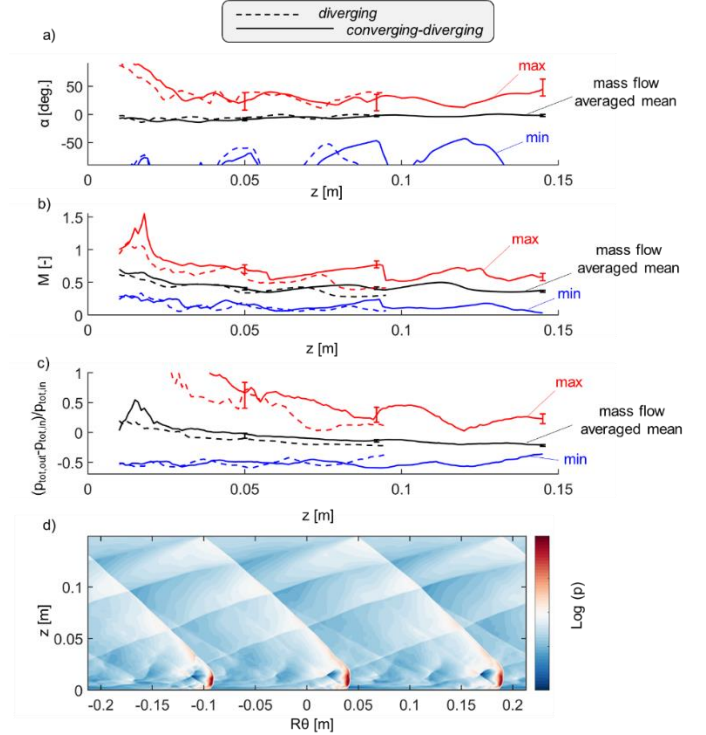 diverging
converging-diverging
a)
α [deg.]
50
0
-50
max
mass flow
averaged mean
min
0
0.05
0.1
0.15
z [m]
b)
M [-]
1.5
1
0.5
0
max
mass flow
averaged mean
min
0
0.05
0.1
0.15
z [m]
c)
(ptot,out-ptot,in)/ptot,in
1
0.5
0
-0.5
max
mass flow
averaged mean
min
0
0.05
0.1
0.15
z [m]
d)
z [m]
0.1
0.05
0
-0.2
-0.15
-0.1
-0.05
0
0.05
0.1
0.15
0.2
Rθ [m]
Log (p)